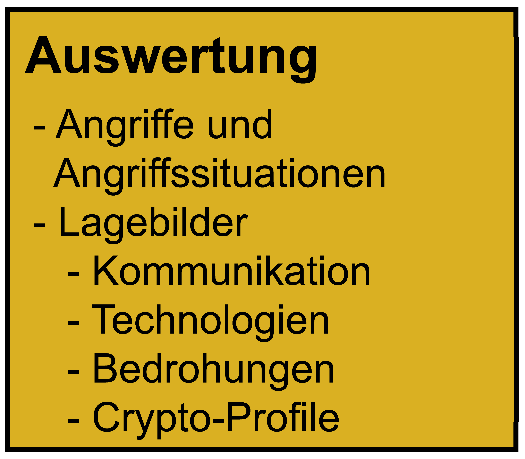 Auswertung
- Angriffe und
Angriffssituationen
- Lagebilder
- Kommunikation
- Technologien
- Bedrohungen
- Crypto-Profile